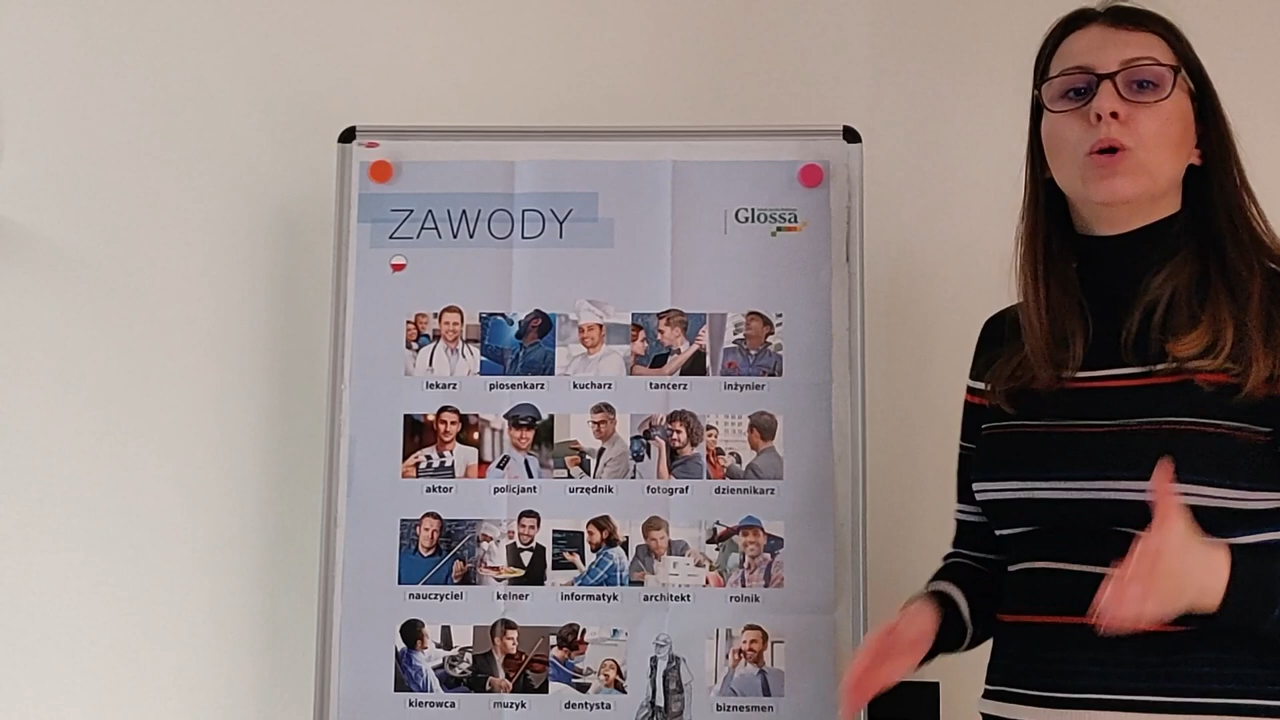 ZAWODY
Glossa
lekarz piosenkarz kucharz tancerz inżynier
aktor policjant urzędnik fotograf dziennikarz
nauczyciel kelner informatyk architekt rolnik
kierowca muzyk dentysta biznesmen